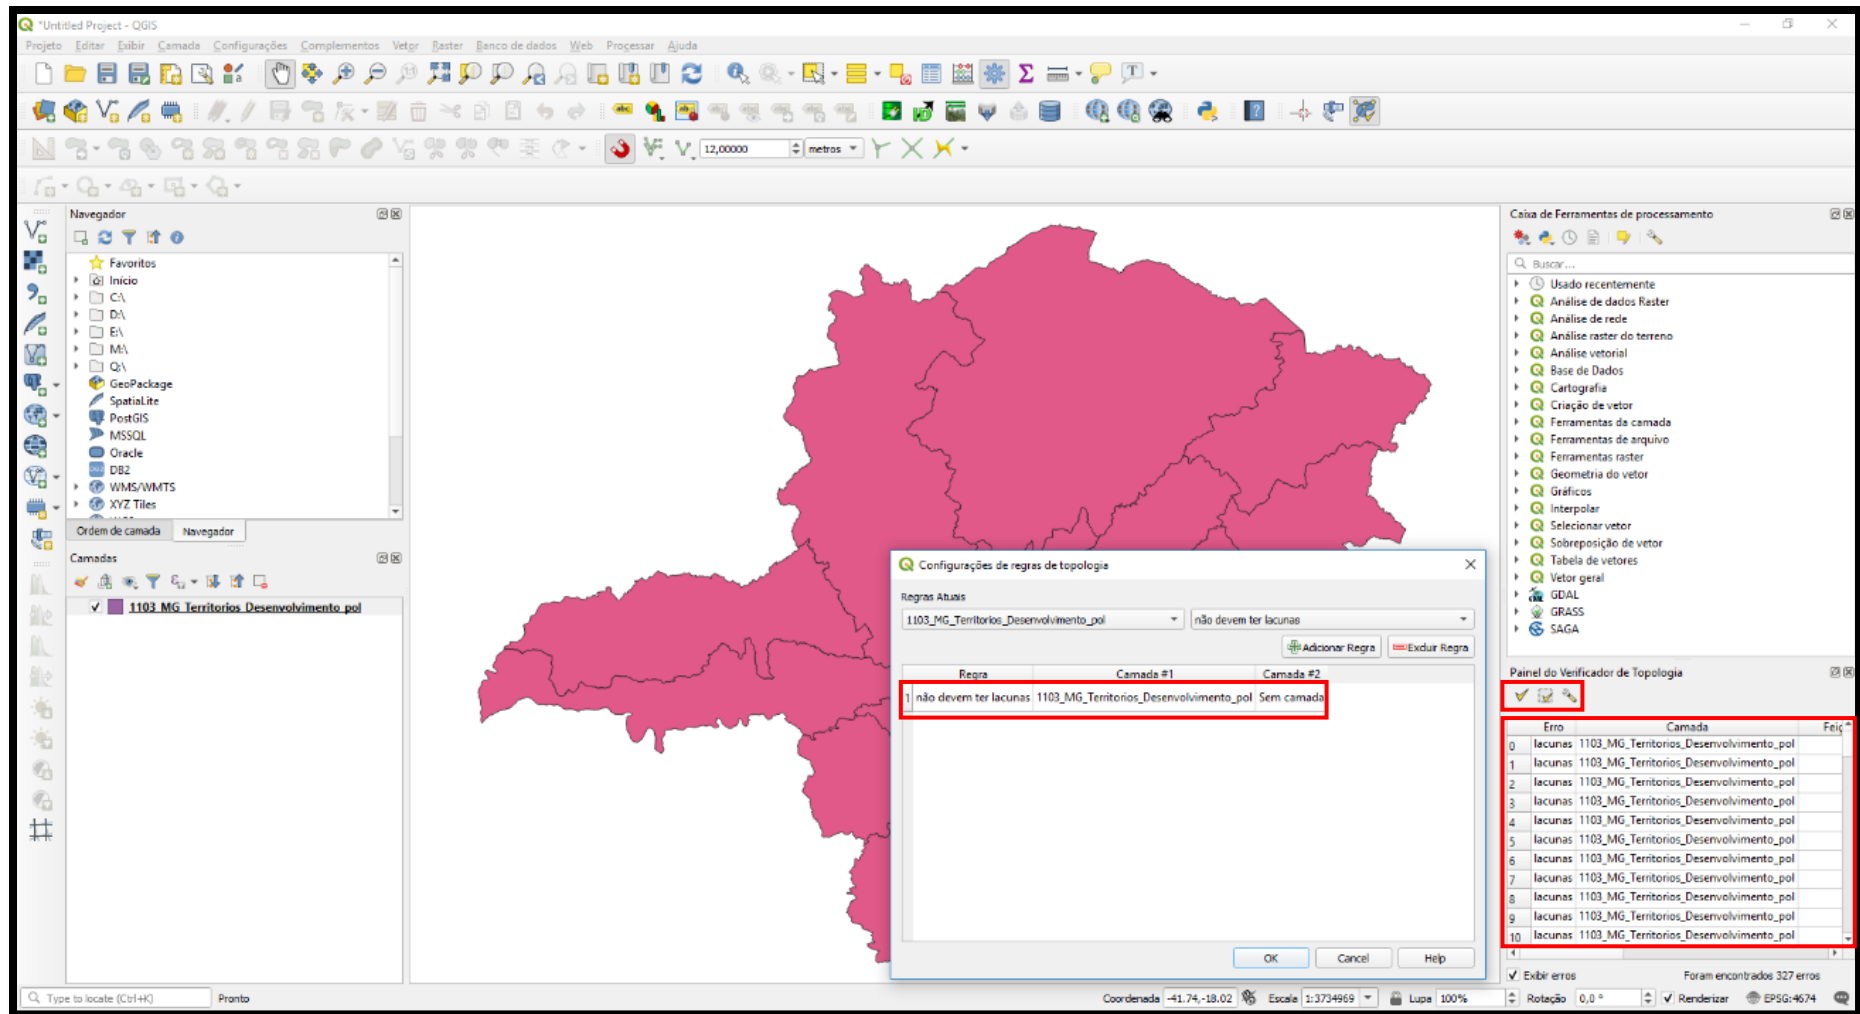 *Untitled Project - QGIS
Projeto Editar Exibir Camada Configurações Complementos Vetor Raster Banco de dados Web Processar Ajuda
12,00000 metros
Navegador
Favoritos
Início
C:\
D:\
E:\
M:\
Q:\
GeoPackage
SpatiaLite
PostGIS
MSSQL
Oracle
DB2
WMS/WMTS
XYZ Tiles
Ordem de camada Navegador
Camadas
1103_MG_Territorios_Desenvolvimento_pol
Configurações de regras de topologia
Regras Atuais
1103_MG_Territorios_Desenvolvimento_pol não devem ter lacunas
Adicionar Regra Excluir Regra
Regra Camada #1 Camada #2
1 não devem ter lacunas 1103_MG_Territorios_Desenvolvimento_pol Sem camada
OK Cancel Help
Caixa de Ferramentas de processamento
Buscar...
Usado recentemente
Análise de dados Raster
Análise de rede
Análise raster do terreno
Análise vetorial
Base de Dados
Cartografia
Criação de vetor
Ferramentas da camada
Ferramentas de arquivo
Ferramentas raster
Geometria do vetor
Gráficos
Interpolar
Selecionar vetor
Sobreposição de vetor
Tabela de vetores
Vetor geral
GDAL
GRASS
SAGA
Painel do Verificador de Topologia
Erro Camada Feiç
0 lacunas 1103_MG_Territorios_Desenvolvimento_pol
1 lacunas 1103_MG_Territorios_Desenvolvimento_pol
2 lacunas 1103_MG_Territorios_Desenvolvimento_pol
3 lacunas 1103_MG_Territorios_Desenvolvimento_pol
4 lacunas 1103_MG_Territorios_Desenvolvimento_pol
5 lacunas 1103_MG_Territorios_Desenvolvimento_pol
6 lacunas 1103_MG_Territorios_Desenvolvimento_pol
7 lacunas 1103_MG_Territorios_Desenvolvimento_pol
8 lacunas 1103_MG_Territorios_Desenvolvimento_pol
9 lacunas 1103_MG_Territorios_Desenvolvimento_pol
10 lacunas 1103_MG_Territorios_Desenvolvimento_pol
Exibir erros Foram encontrados 327 erros
Type to locate (Ctrl+K) Pronto Coordenada -41.74,-18.02 Escala 1:3734969 Lupa 100% Rotação 0,0 ° Renderizar EPSG:4674